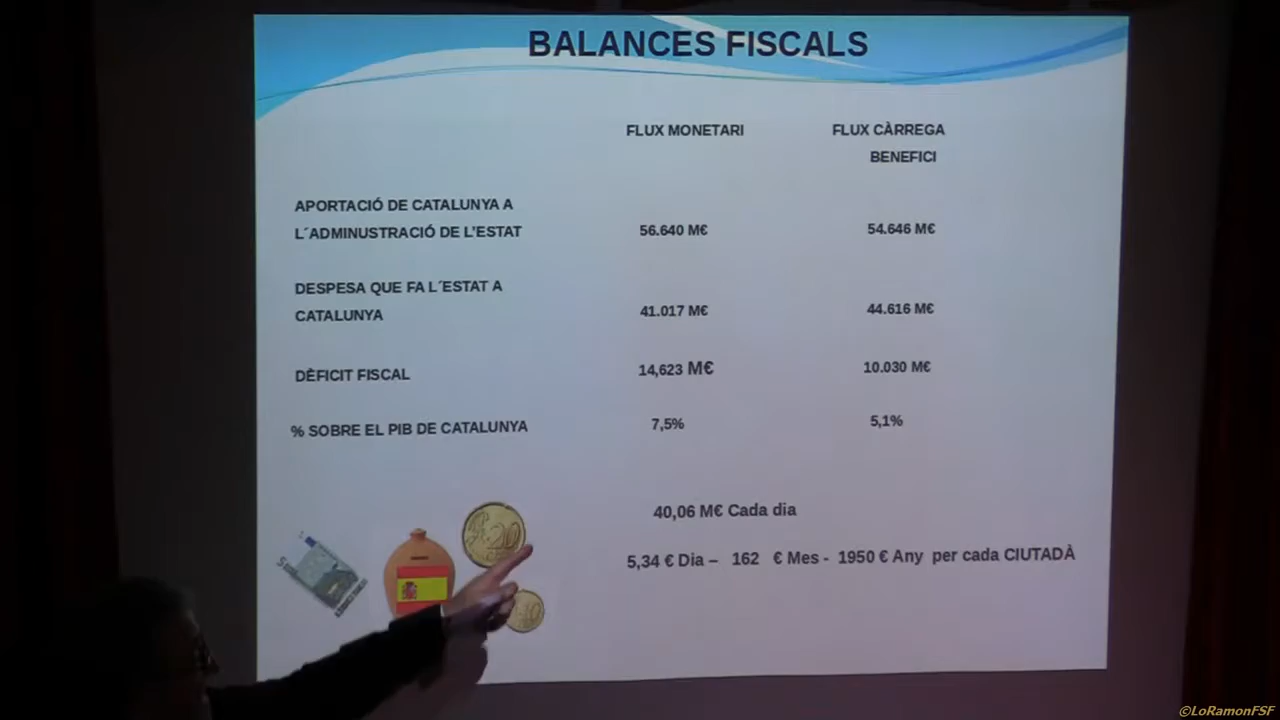 BALANCES FISCALS
FLUX MONETARI FLUX CÀRREGA
BENEFICI
APORTACIÓ DE CATALUNYA A
L´ADMINUSTRACIÓ DE L'ESTAT 56.640 M€ 54.646 M€
DESPESA QUE FA L´ESTAT A
CATALUNYA 41.017 M€ 44.616 M€
DÈFICIT FISCAL 14,623 M€ 10.030 M€
% SOBRE EL PIB DE CATALUNYA 7,5% 5,1%
40,06 M€ Cada dia
5,34 € Dia – 162 € Mes - 1950 € Any per cada CIUTADÀ
20
10
©LoRamonFSF